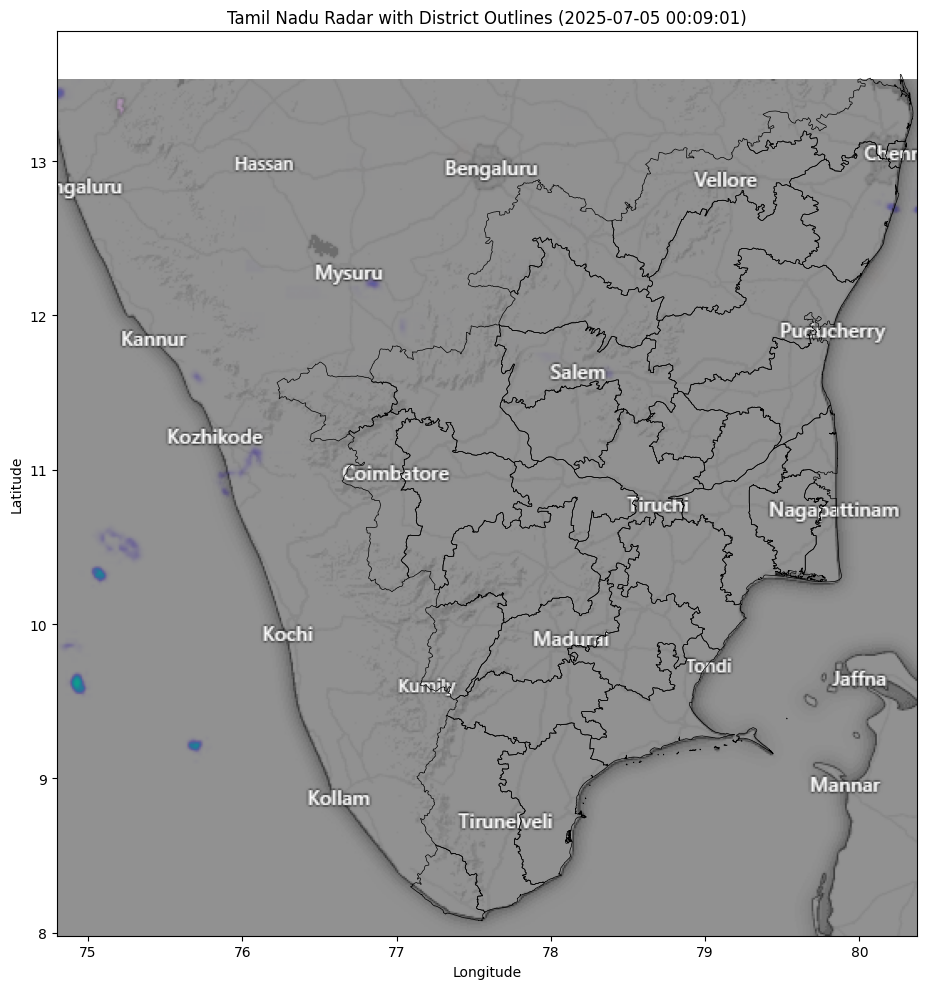 Tamil Nadu Radar with District Outlines (2025-07-05 00:09:01)
13
12
11
10
9
8
Latitude
Hassan
Bengaluru
Chenr
Vellore
ngaluru
Mysuru
Kannur
Puducherry
Salem
Kozhikode
Coimbatore
Tiruchi
Nagapattinam
Kochi
Madurai
Tondi
Kumily
Jaffna
Kollam
Mannar
Tirunelveli
75
76
77
78
79
80
Longitude